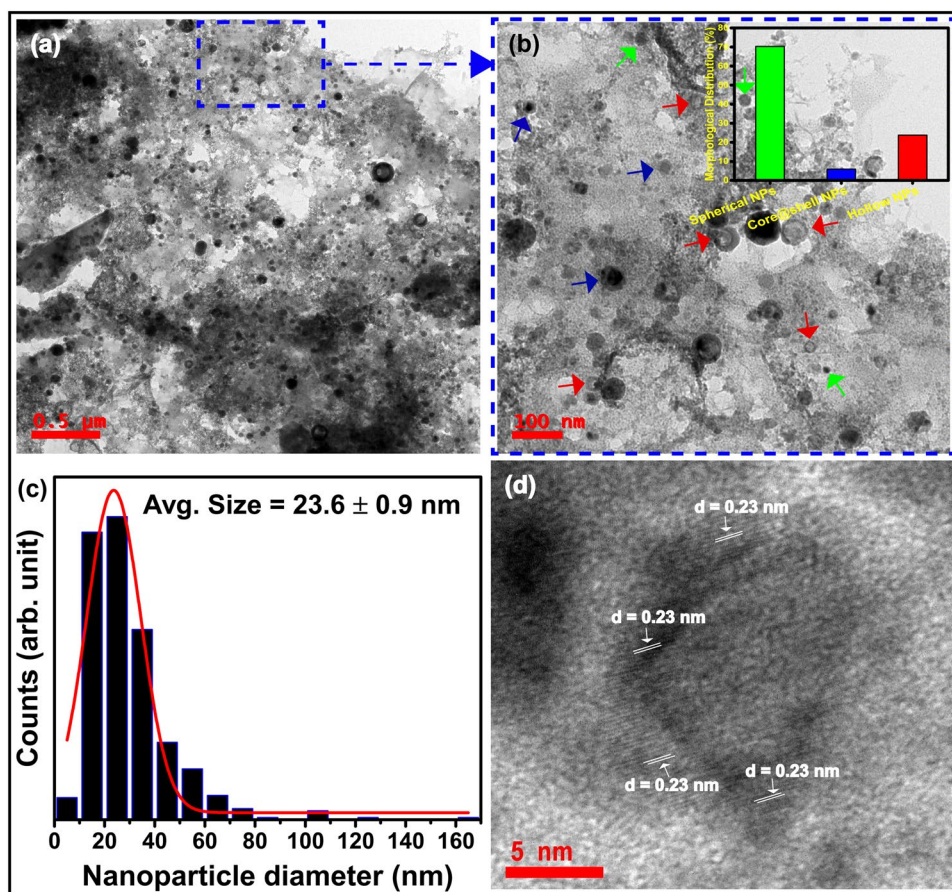 (a)
0.5 µm
(b)
Morphological Distribution (%)
80
70
60
50
40
30
20
10
0
Spherical NPs
Core@shell NPs
Hollow NPs
100 nm
(c)
Avg. Size = 23.6 ± 0.9 nm
Counts (arb. unit)
0 20 40 60 80 100 120 140 160
Nanoparticle diameter (nm)
(d)
d = 0.23 nm
d = 0.23 nm
d = 0.23 nm
d = 0.23 nm
5 nm